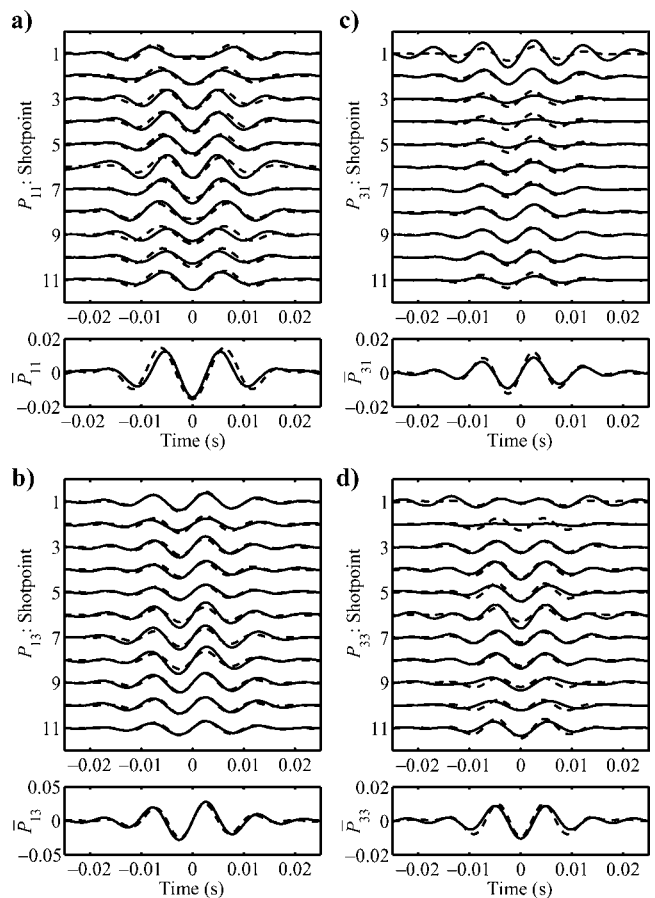 a)
P11: Shotpoint
1
3
5
7
9
11
−0.02 −0.01 0 0.01 0.02
P̅11
0.02
0
−0.02
−0.02 −0.01 0 0.01 0.02
Time (s)
c)
P31: Shotpoint
1
3
5
7
9
11
−0.02 −0.01 0 0.01 0.02
P̅31
0.02
0
−0.02
−0.02 −0.01 0 0.01 0.02
Time (s)
b)
P13: Shotpoint
1
3
5
7
9
11
−0.02 −0.01 0 0.01 0.02
P̅13
0.05
0
−0.05
−0.02 −0.01 0 0.01 0.02
Time (s)
d)
P33: Shotpoint
1
3
5
7
9
11
−0.02 −0.01 0 0.01 0.02
P̅33
0.02
0
−0.02
−0.02 −0.01 0 0.01 0.02
Time (s)